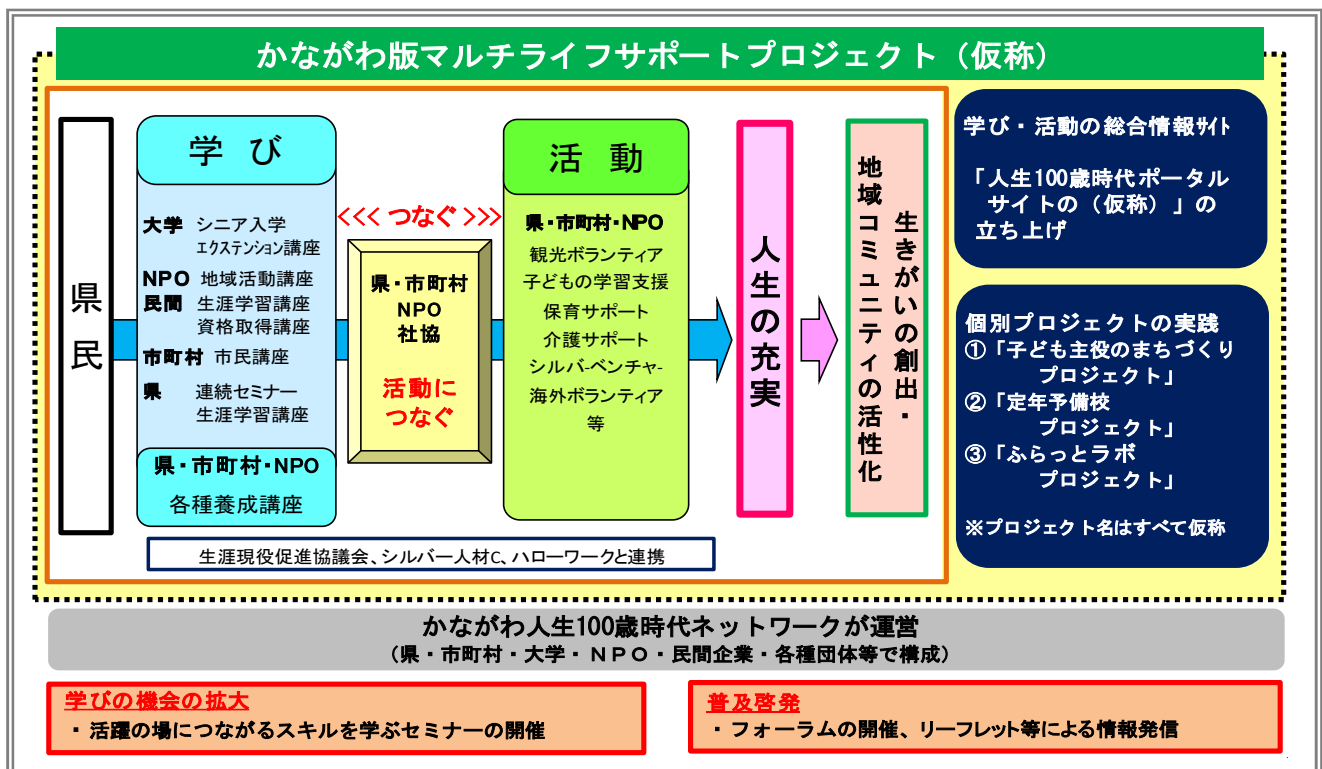 かながわ版マルチライフサポートプロジェクト（仮称）
県民
学び
大学 シニア入学
エクステンション講座
NPO 地域活動講座
民間 生涯学習講座
資格取得講座
市町村 市民講座
県 連続セミナー
生涯学習講座
県・市町村・NPO
各種養成講座
<<< つなぐ >>>
県・市町村
NPO
社協
活動に
つなぐ
活動
県・市町村・NPO
観光ボランティア
子どもの学習支援
保育サポート
介護サポート
シルバ-ベンチャ-
海外ボランティア
等
人生の充実
生きがいの創出・
地域コミュニティの活性化
生涯現役促進協議会、シルバー人材C、ハローワークと連携
学び・活動の総合情報サイト
「人生100歳時代ポータル
サイトの（仮称）」の
立ち上げ
個別プロジェクトの実践
①「子ども主役のまちづくり
プロジェクト」
②「定年予備校
プロジェクト」
③「ふらっとラボ
プロジェクト」
※プロジェクト名はすべて仮称
かながわ人生100歳時代ネットワークが運営
（県・市町村・大学・ＮＰＯ・民間企業・各種団体等で構成）
学びの機会の拡大
・活躍の場につながるスキルを学ぶセミナーの開催
普及啓発
・フォーラムの開催、リーフレット等による情報発信